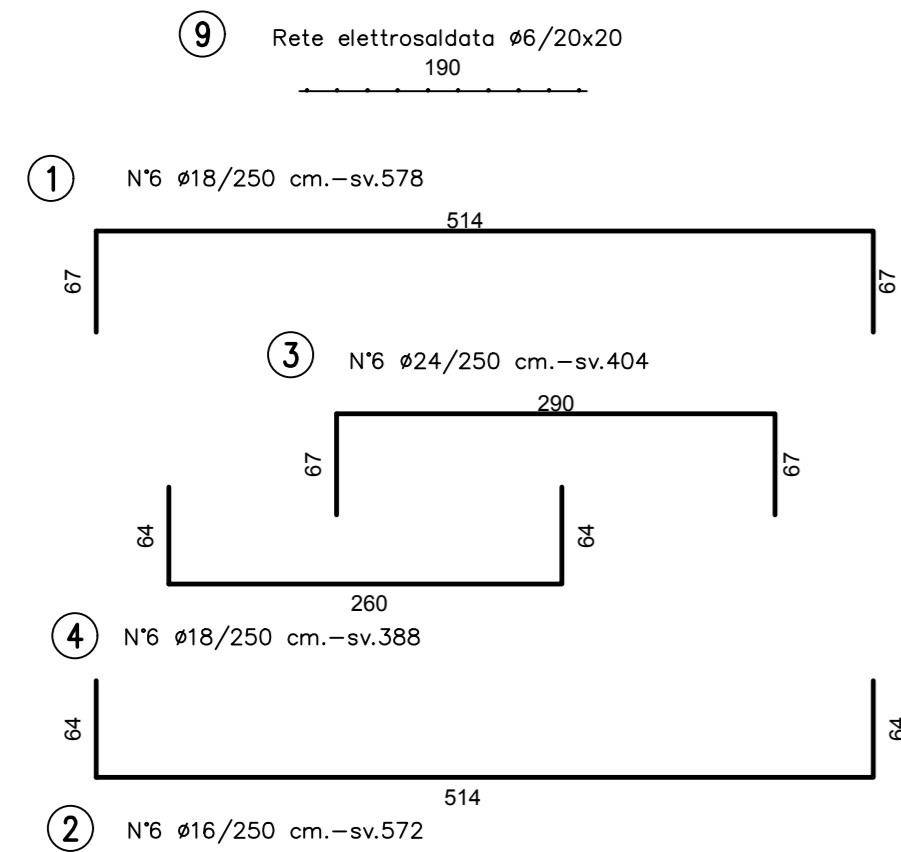 9 Rete elettrosaldata ø6/20x20
190
1 N°6 ø18/250 cm.-sv.578
514
67 67
3 N°6 ø24/250 cm.-sv.404
290
67 67
64 64
260
4 N°6 ø18/250 cm.-sv.388
64 64
514
2 N°6 ø16/250 cm.-sv.572